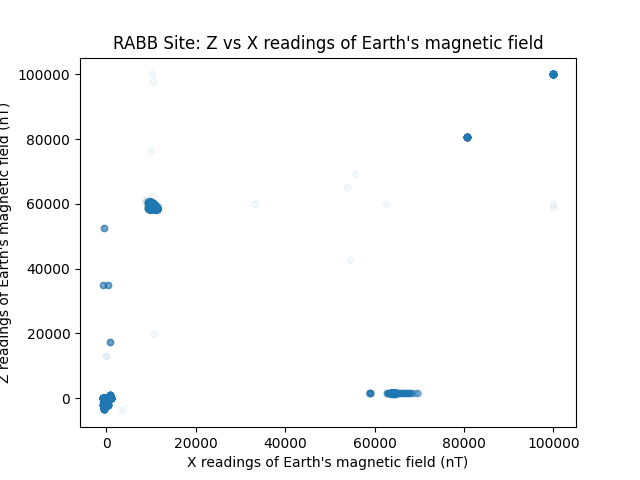 RABB Site: Z vs X readings of Earth's magnetic field
100000
80000
60000
40000
20000
0
Z readings of Earth's magnetic field (nT)
0 20000 40000 60000 80000 100000
X readings of Earth's magnetic field (nT)